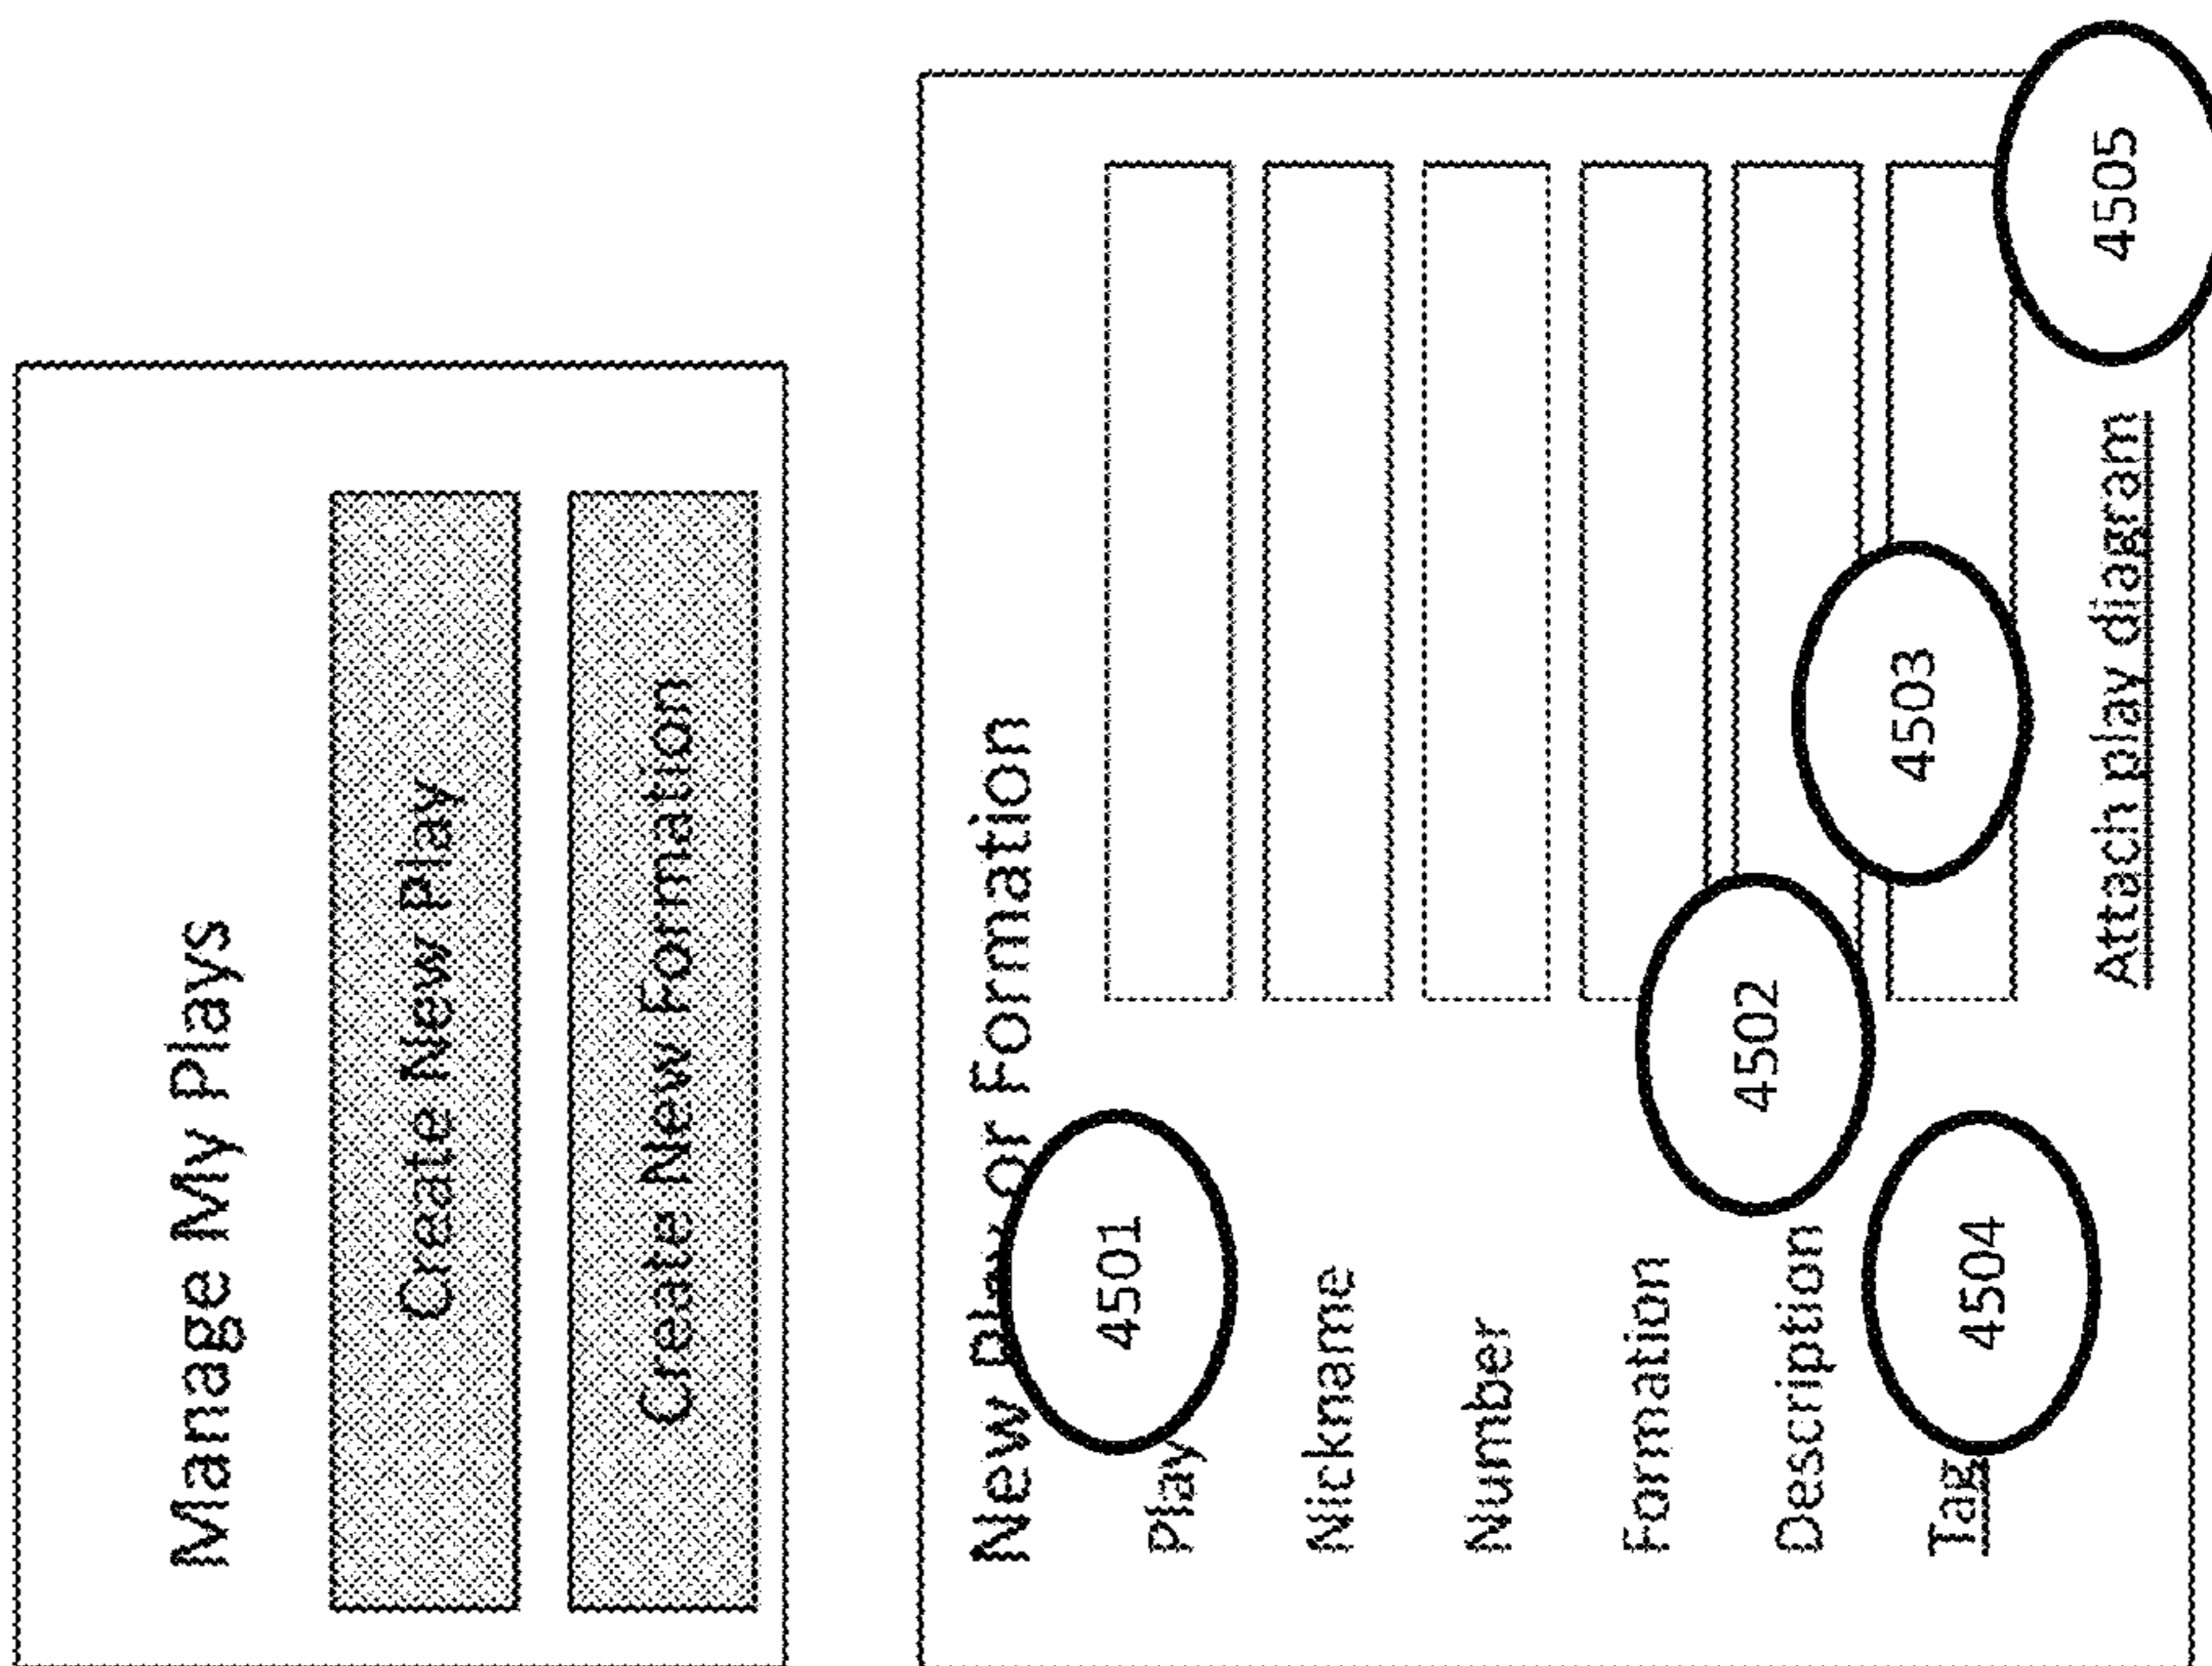 Manage My Plays
Create New Play
Create New Formation
New Play or Formation
Play
4501
Nickname
Number
Formation
Description
4502
4503
Tag
4504
Attach play diagram
4505